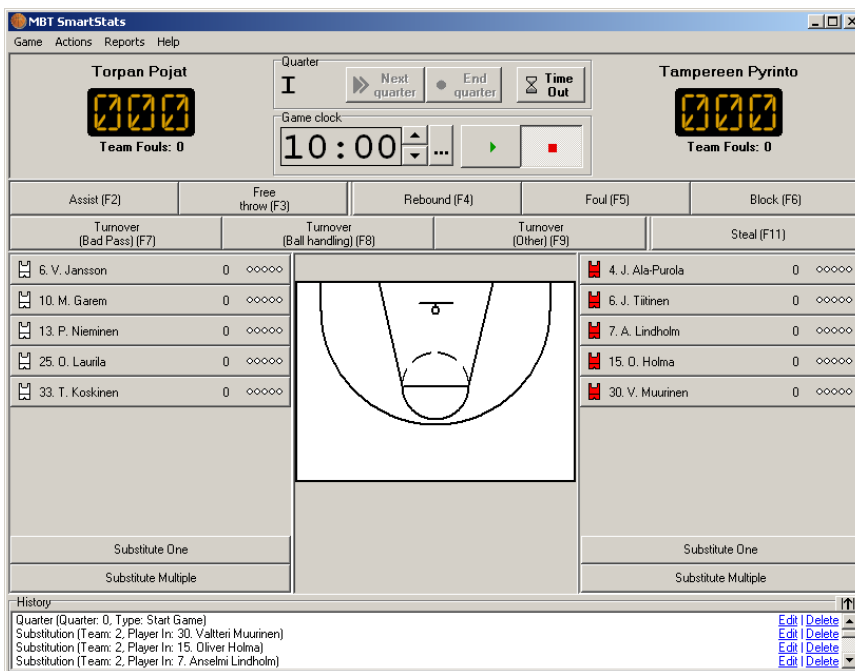 MBT SmartStats
Game Actions Reports Help
Torpan Pojat
000
Team Fouls: 0
Quarter
I
Next quarter
End quarter
Time Out
Game clock
10:00
...
Tampereen Pyrinto
000
Team Fouls: 0
Assist (F2)
Free throw (F3)
Rebound (F4)
Foul (F5)
Block (F6)
Turnover (Bad Pass) (F7)
Turnover (Ball handling) (F8)
Turnover (Other) (F9)
Steal (F11)
6. V. Jansson 0
10. M. Garem 0
13. P. Nieminen 0
25. O. Laurila 0
33. T. Koskinen 0
Substitute One
Substitute Multiple
4. J. Ala-Purola 0
6. J. Tiitinen 0
7. A. Lindholm 0
15. O. Holma 0
30. V. Muurinen 0
Substitute One
Substitute Multiple
History
Quarter (Quarter: 0, Type: Start Game) Edit | Delete
Substitution (Team: 2, Player In: 30. Valtteri Muurinen) Edit | Delete
Substitution (Team: 2, Player In: 15. Oliver Holma) Edit | Delete
Substitution (Team: 2, Player In: 7. Anselmi Lindholm) Edit | Delete